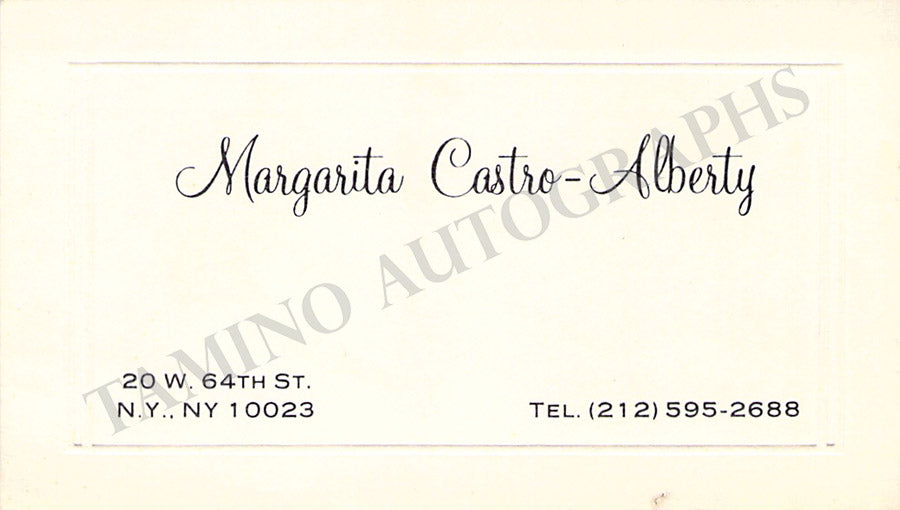 Margarita Castro-Alberty
TAMINO AUTOGRAPHS
20 W. 64TH ST.
N.Y., NY 10023
TEL. (212) 595-2688